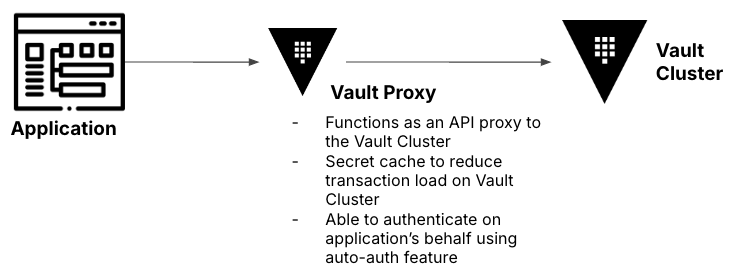 Application
Vault Proxy
- Functions as an API proxy to
the Vault Cluster
- Secret cache to reduce
transaction load on Vault
Cluster
- Able to authenticate on
application's behalf using
auto-auth feature
Vault
Cluster